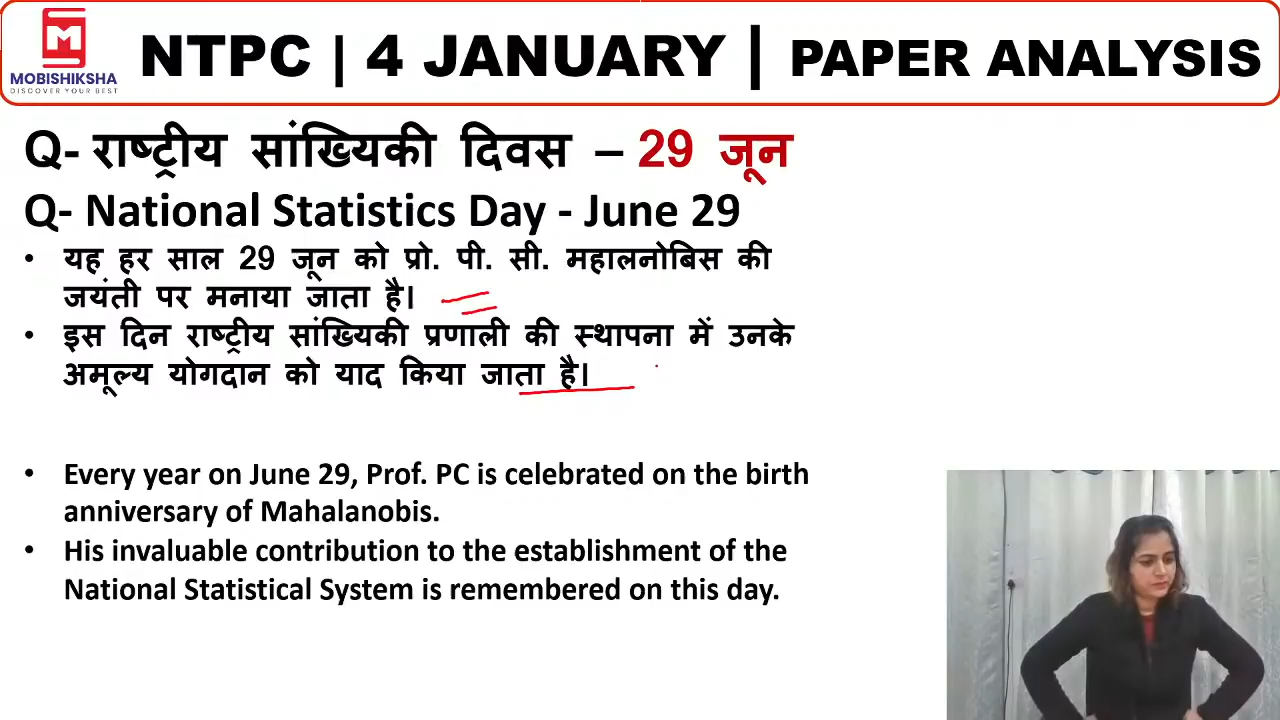 MOBISHIKSHA
DISCOVER YOUR BEST
NTPC | 4 JANUARY | PAPER ANALYSIS
Q- राष्ट्रीय सांख्यिकी दिवस – 29 जून
Q- National Statistics Day - June 29
• यह हर साल 29 जून को प्रो. पी. सी. महालनोबिस की
जयंती पर मनाया जाता है।
• इस दिन राष्ट्रीय सांख्यिकी प्रणाली की स्थापना में उनके
अमूल्य योगदान को याद किया जाता है।
• Every year on June 29, Prof. PC is celebrated on the birth
anniversary of Mahalanobis.
• His invaluable contribution to the establishment of the
National Statistical System is remembered on this day.